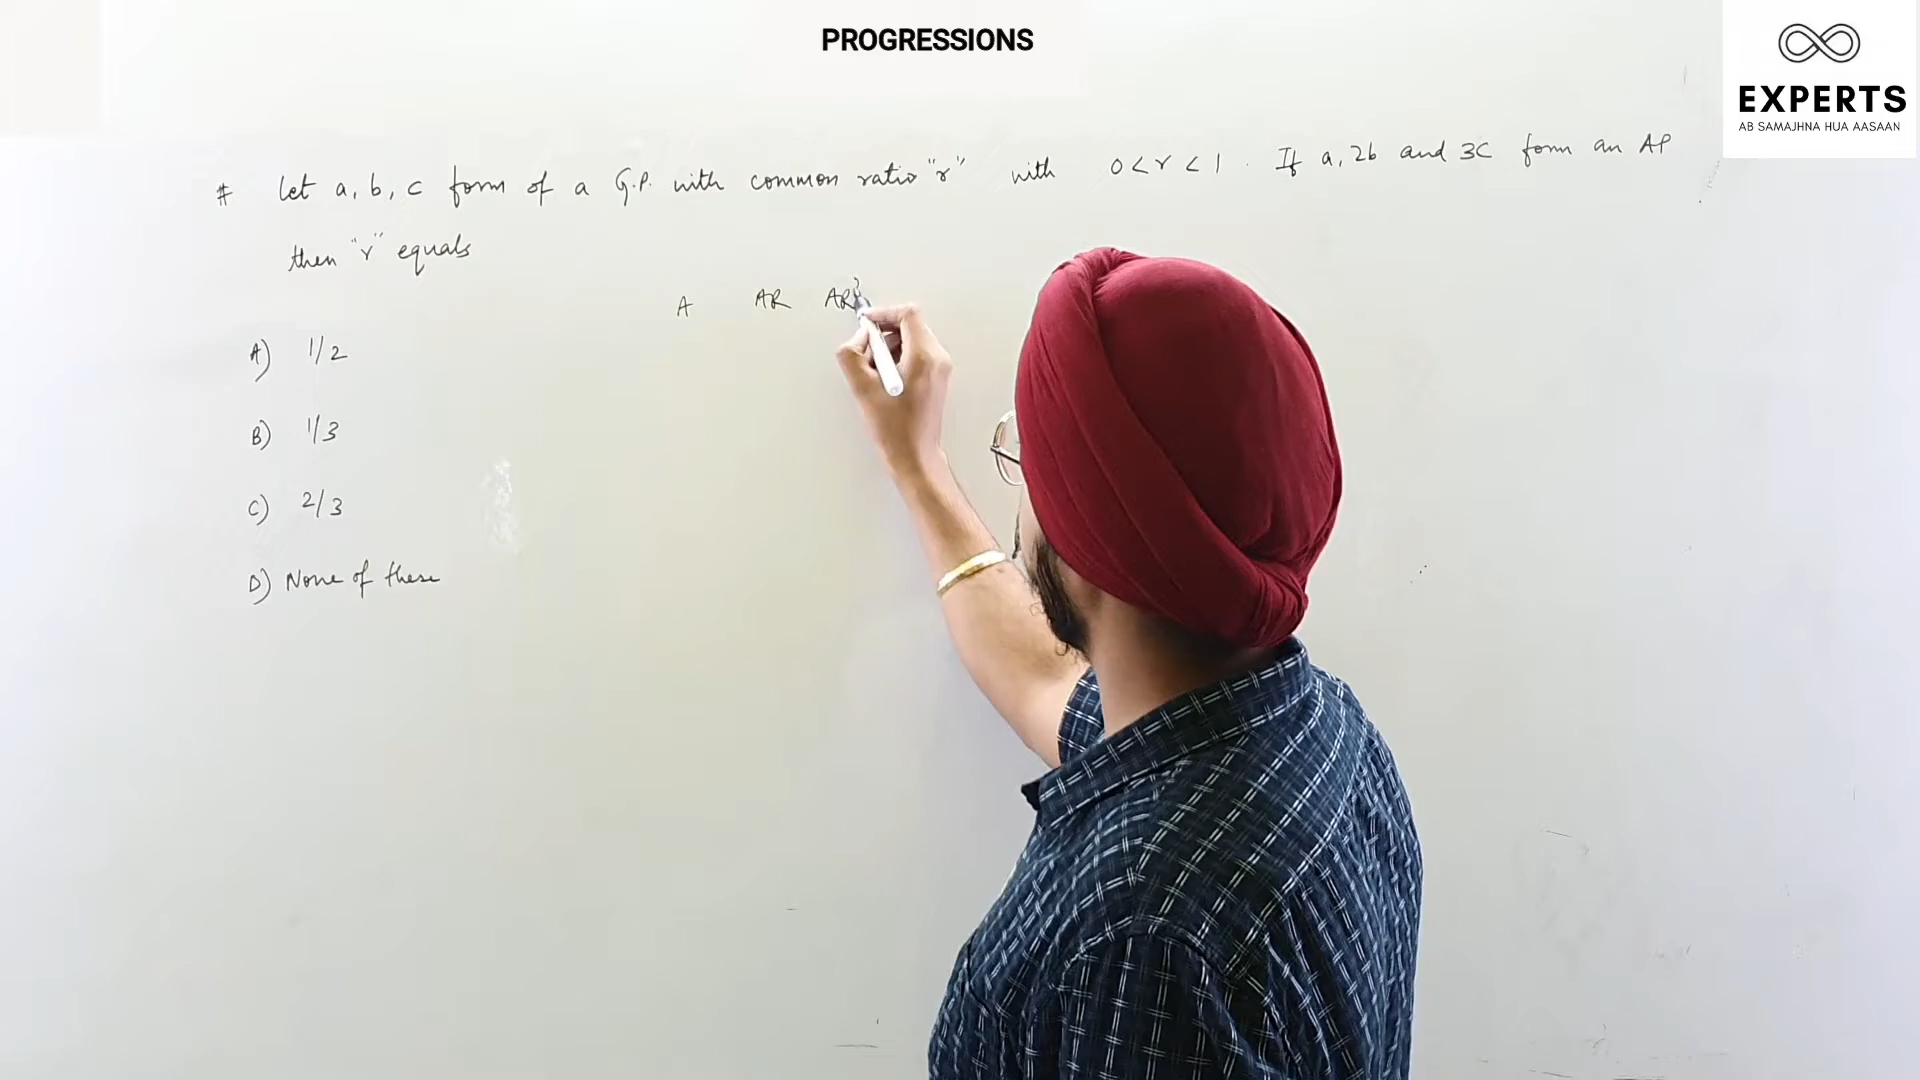 PROGRESSIONS
EXPERTS
AB SAMAJHNA HUA AASAAN
# Let a, b, c form of a G.P. with common ratio "r" with 0<r<1. If a, 2b and 3C form an AP
then "r" equals
A AR AR²
A) 1/2
B) 1/3
C) 2/3
D) None of these